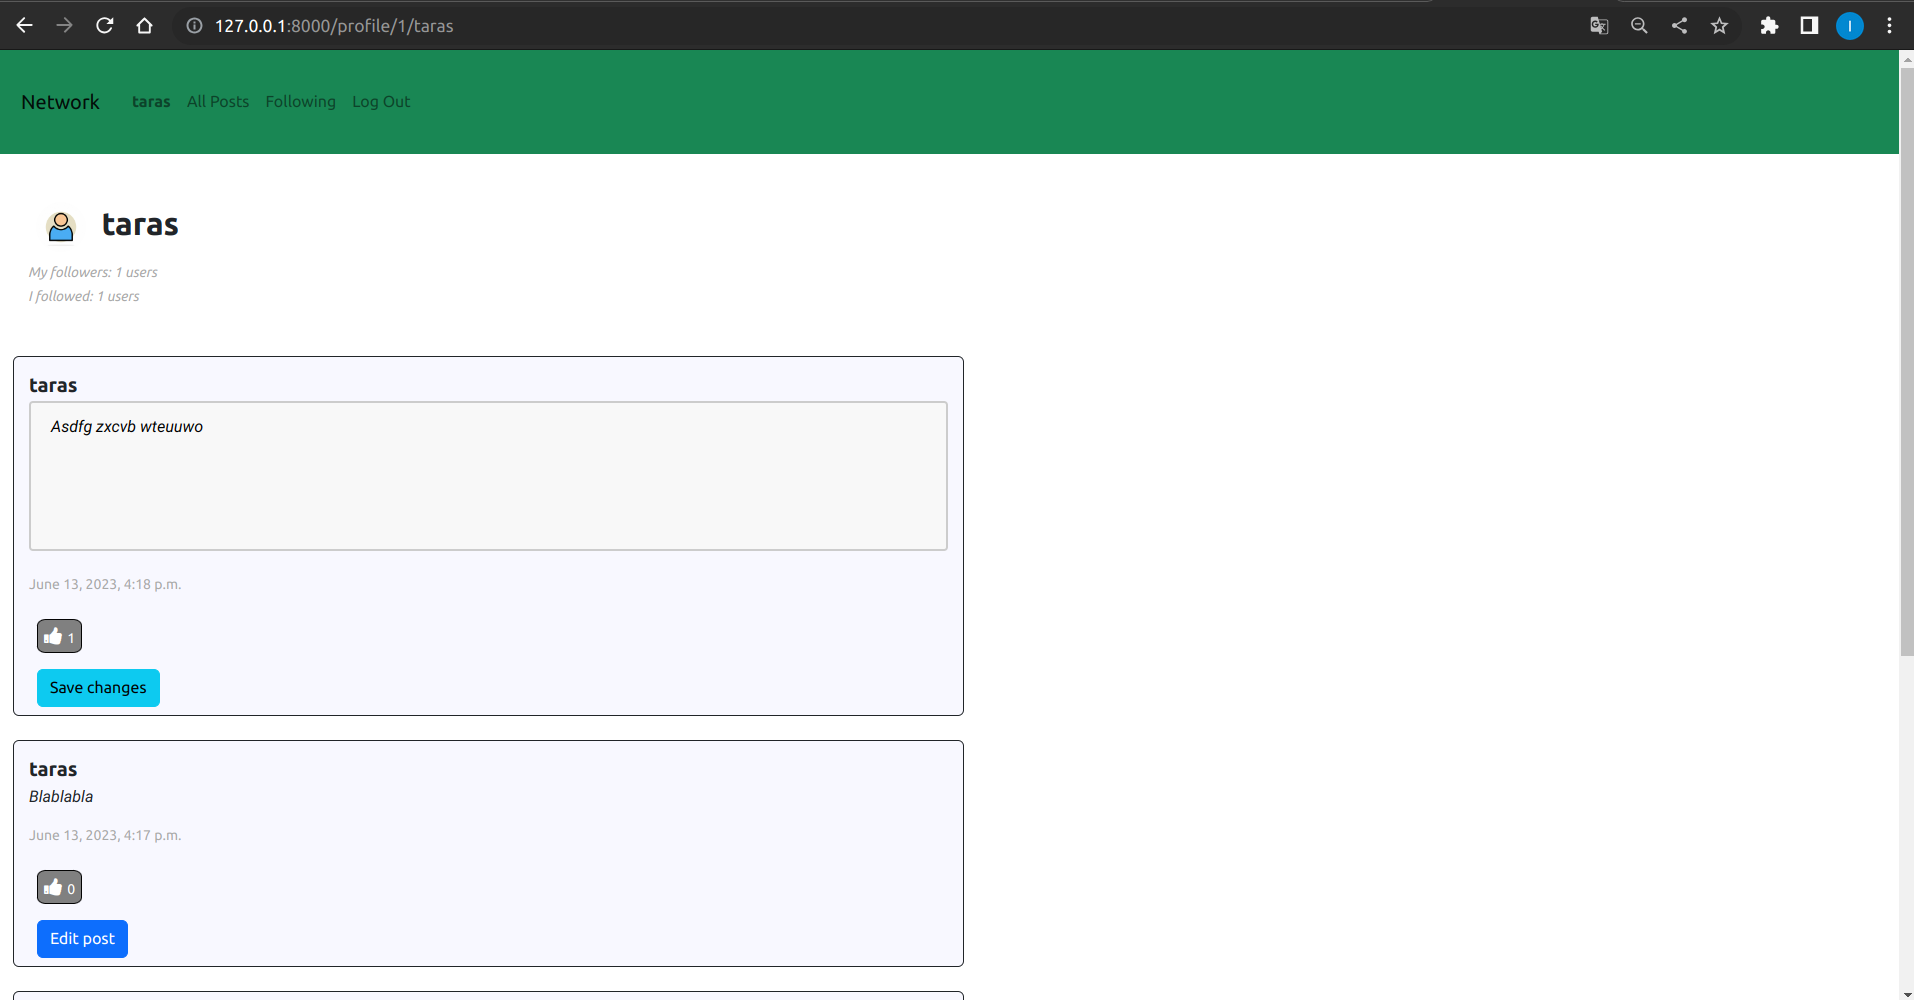 127.0.0.1:8000/profile/1/taras
I
Network taras All Posts Following Log Out
taras
My followers: 1 users
I followed: 1 users
taras
Asdfg zxcvb wteuuwo
June 13, 2023, 4:18 p.m.
1
Save changes
taras
Blablabla
June 13, 2023, 4:17 p.m.
0
Edit post